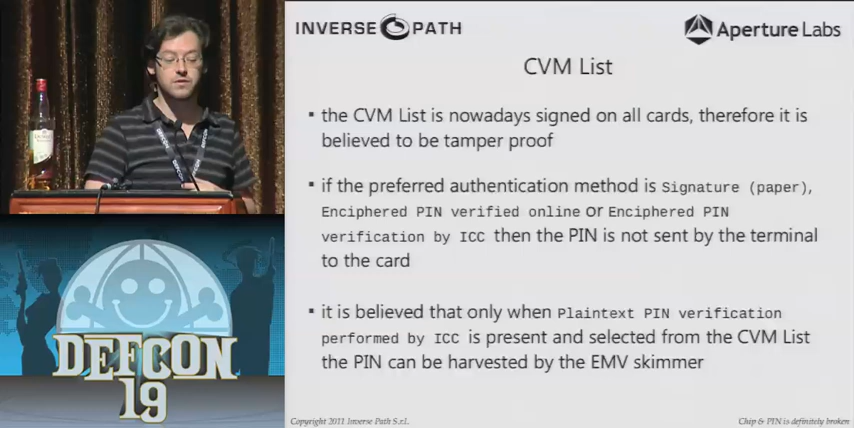 INVERSE PATH
Aperture Labs
CVM List
▪ the CVM List is nowadays signed on all cards, therefore it is
believed to be tamper proof
▪ if the preferred authentication method is Signature (paper),
Enciphered PIN verified online or Enciphered PIN
verification by ICC then the PIN is not sent by the terminal
to the card
▪ it is believed that only when Plaintext PIN verification
performed by ICC is present and selected from the CVM List
the PIN can be harvested by the EMV skimmer
DEFCON
19
Copyright 2011 Inverse Path S.r.l.
Chip & PIN is definitely broken